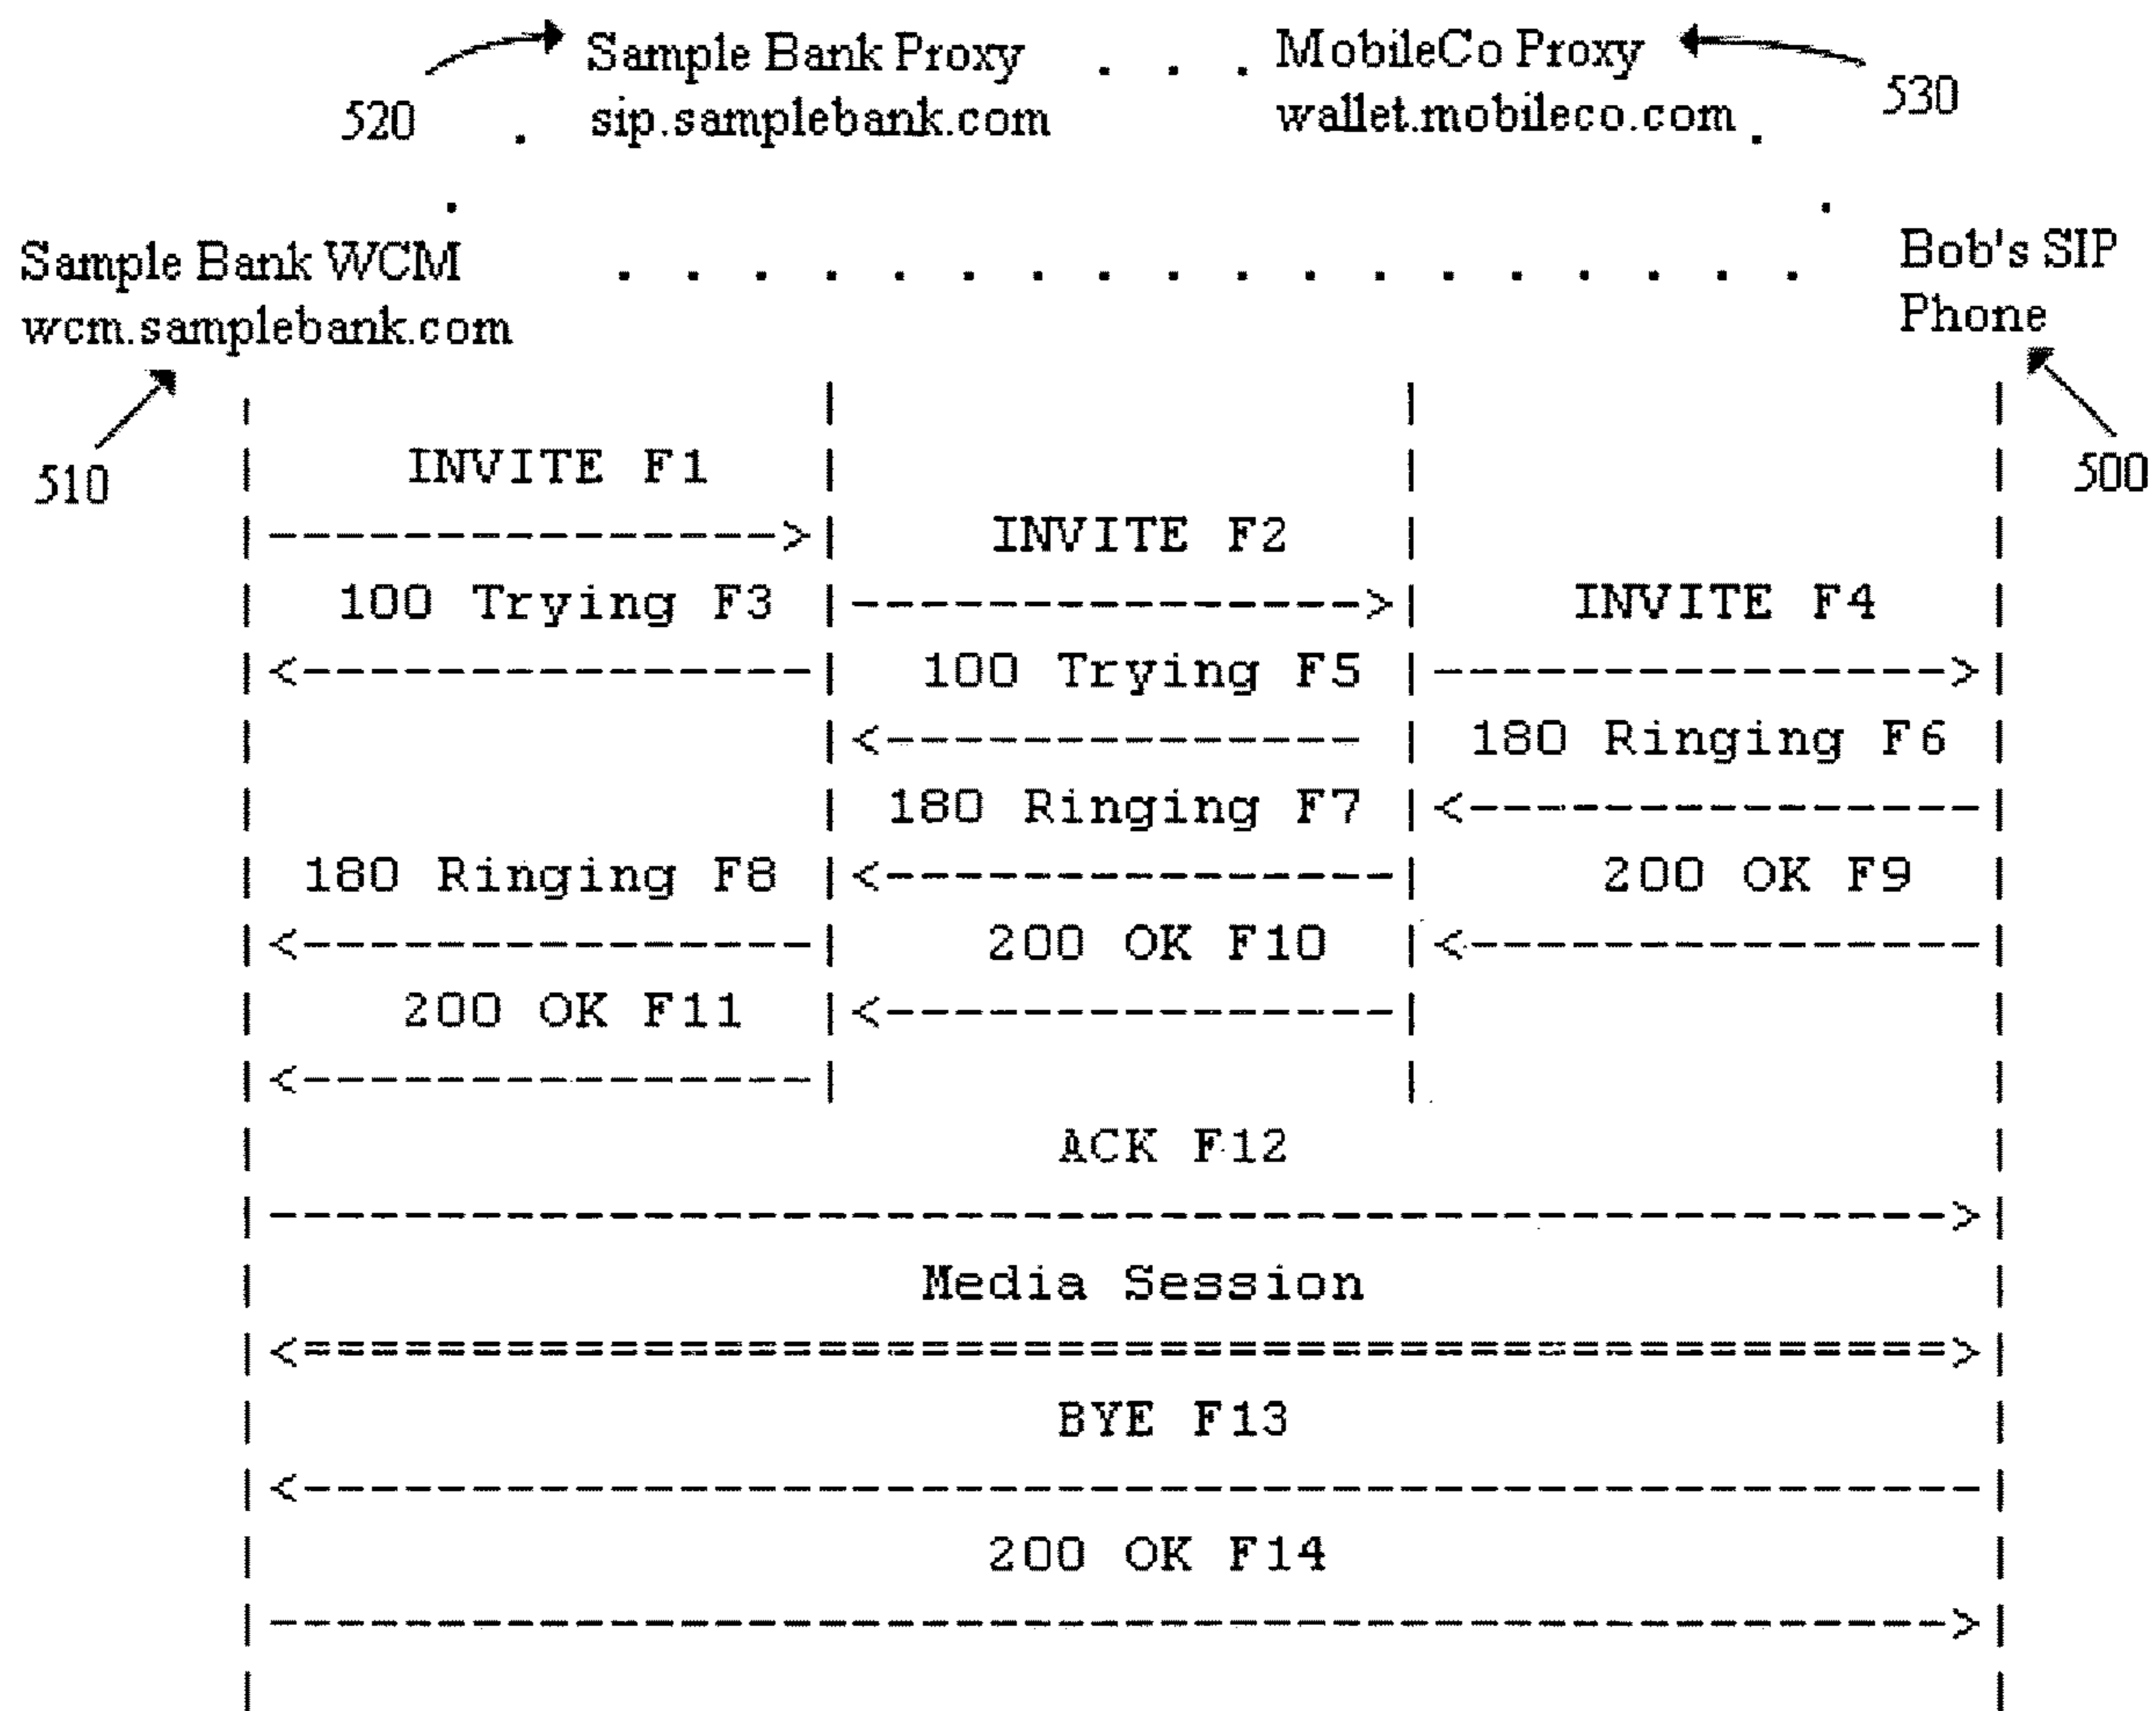 Sample Bank Proxy . . . MobileCo Proxy
520 . sip.samplebank.com wallet.mobileco.com . 530
. .
Sample Bank WCM . . . . . . . . . . . . . . . . . . Bob's SIP
wcm.samplebank.com Phone
510 500
| | | |
| INVITE F1 | | |
|--------------->| INVITE F2 | |
| 100 Trying F3 |--------------->| INVITE F4 |
|<---------------| 100 Trying F5 |--------------->|
| |<-------------- | 180 Ringing F6 |
| | 180 Ringing F7 |<---------------|
| 180 Ringing F8 |<---------------| 200 OK F9 |
|<---------------| 200 OK F10 |<---------------|
| 200 OK F11 |<---------------| |
|<---------------| | |
| ACK F12 |
|------------------------------------------------->|
| Media Session |
|<================================================>|
| BYE F13 |
|<-------------------------------------------------|
| 200 OK F14 |
|------------------------------------------------->|
| |